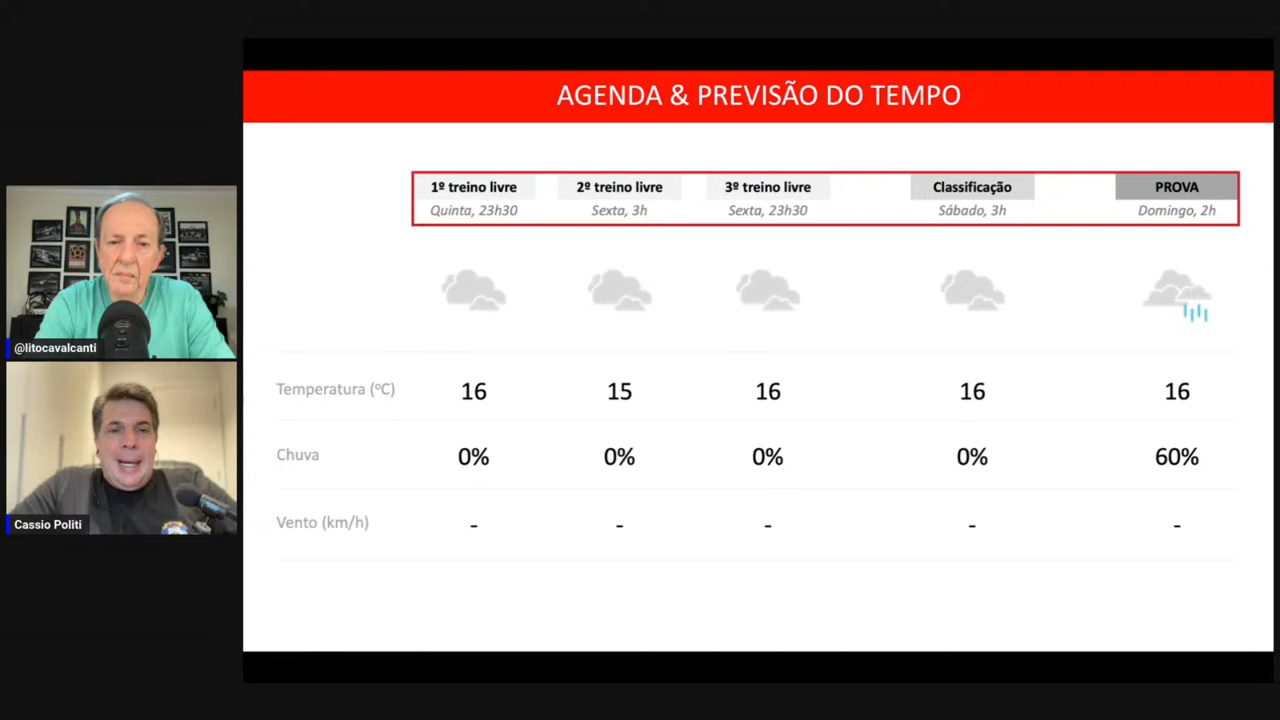 AGENDA & PREVISÃO DO TEMPO
1º treino livre 2º treino livre 3º treino livre Classificação PROVA
Quinta, 23h30 Sexta, 3h Sexta, 23h30 Sábado, 3h Domingo, 2h
@litocavalcanti
Temperatura (ºC) 16 15 16 16 16
Chuva 0% 0% 0% 0% 60%
Vento (km/h) - - - - -
Cassio Politi